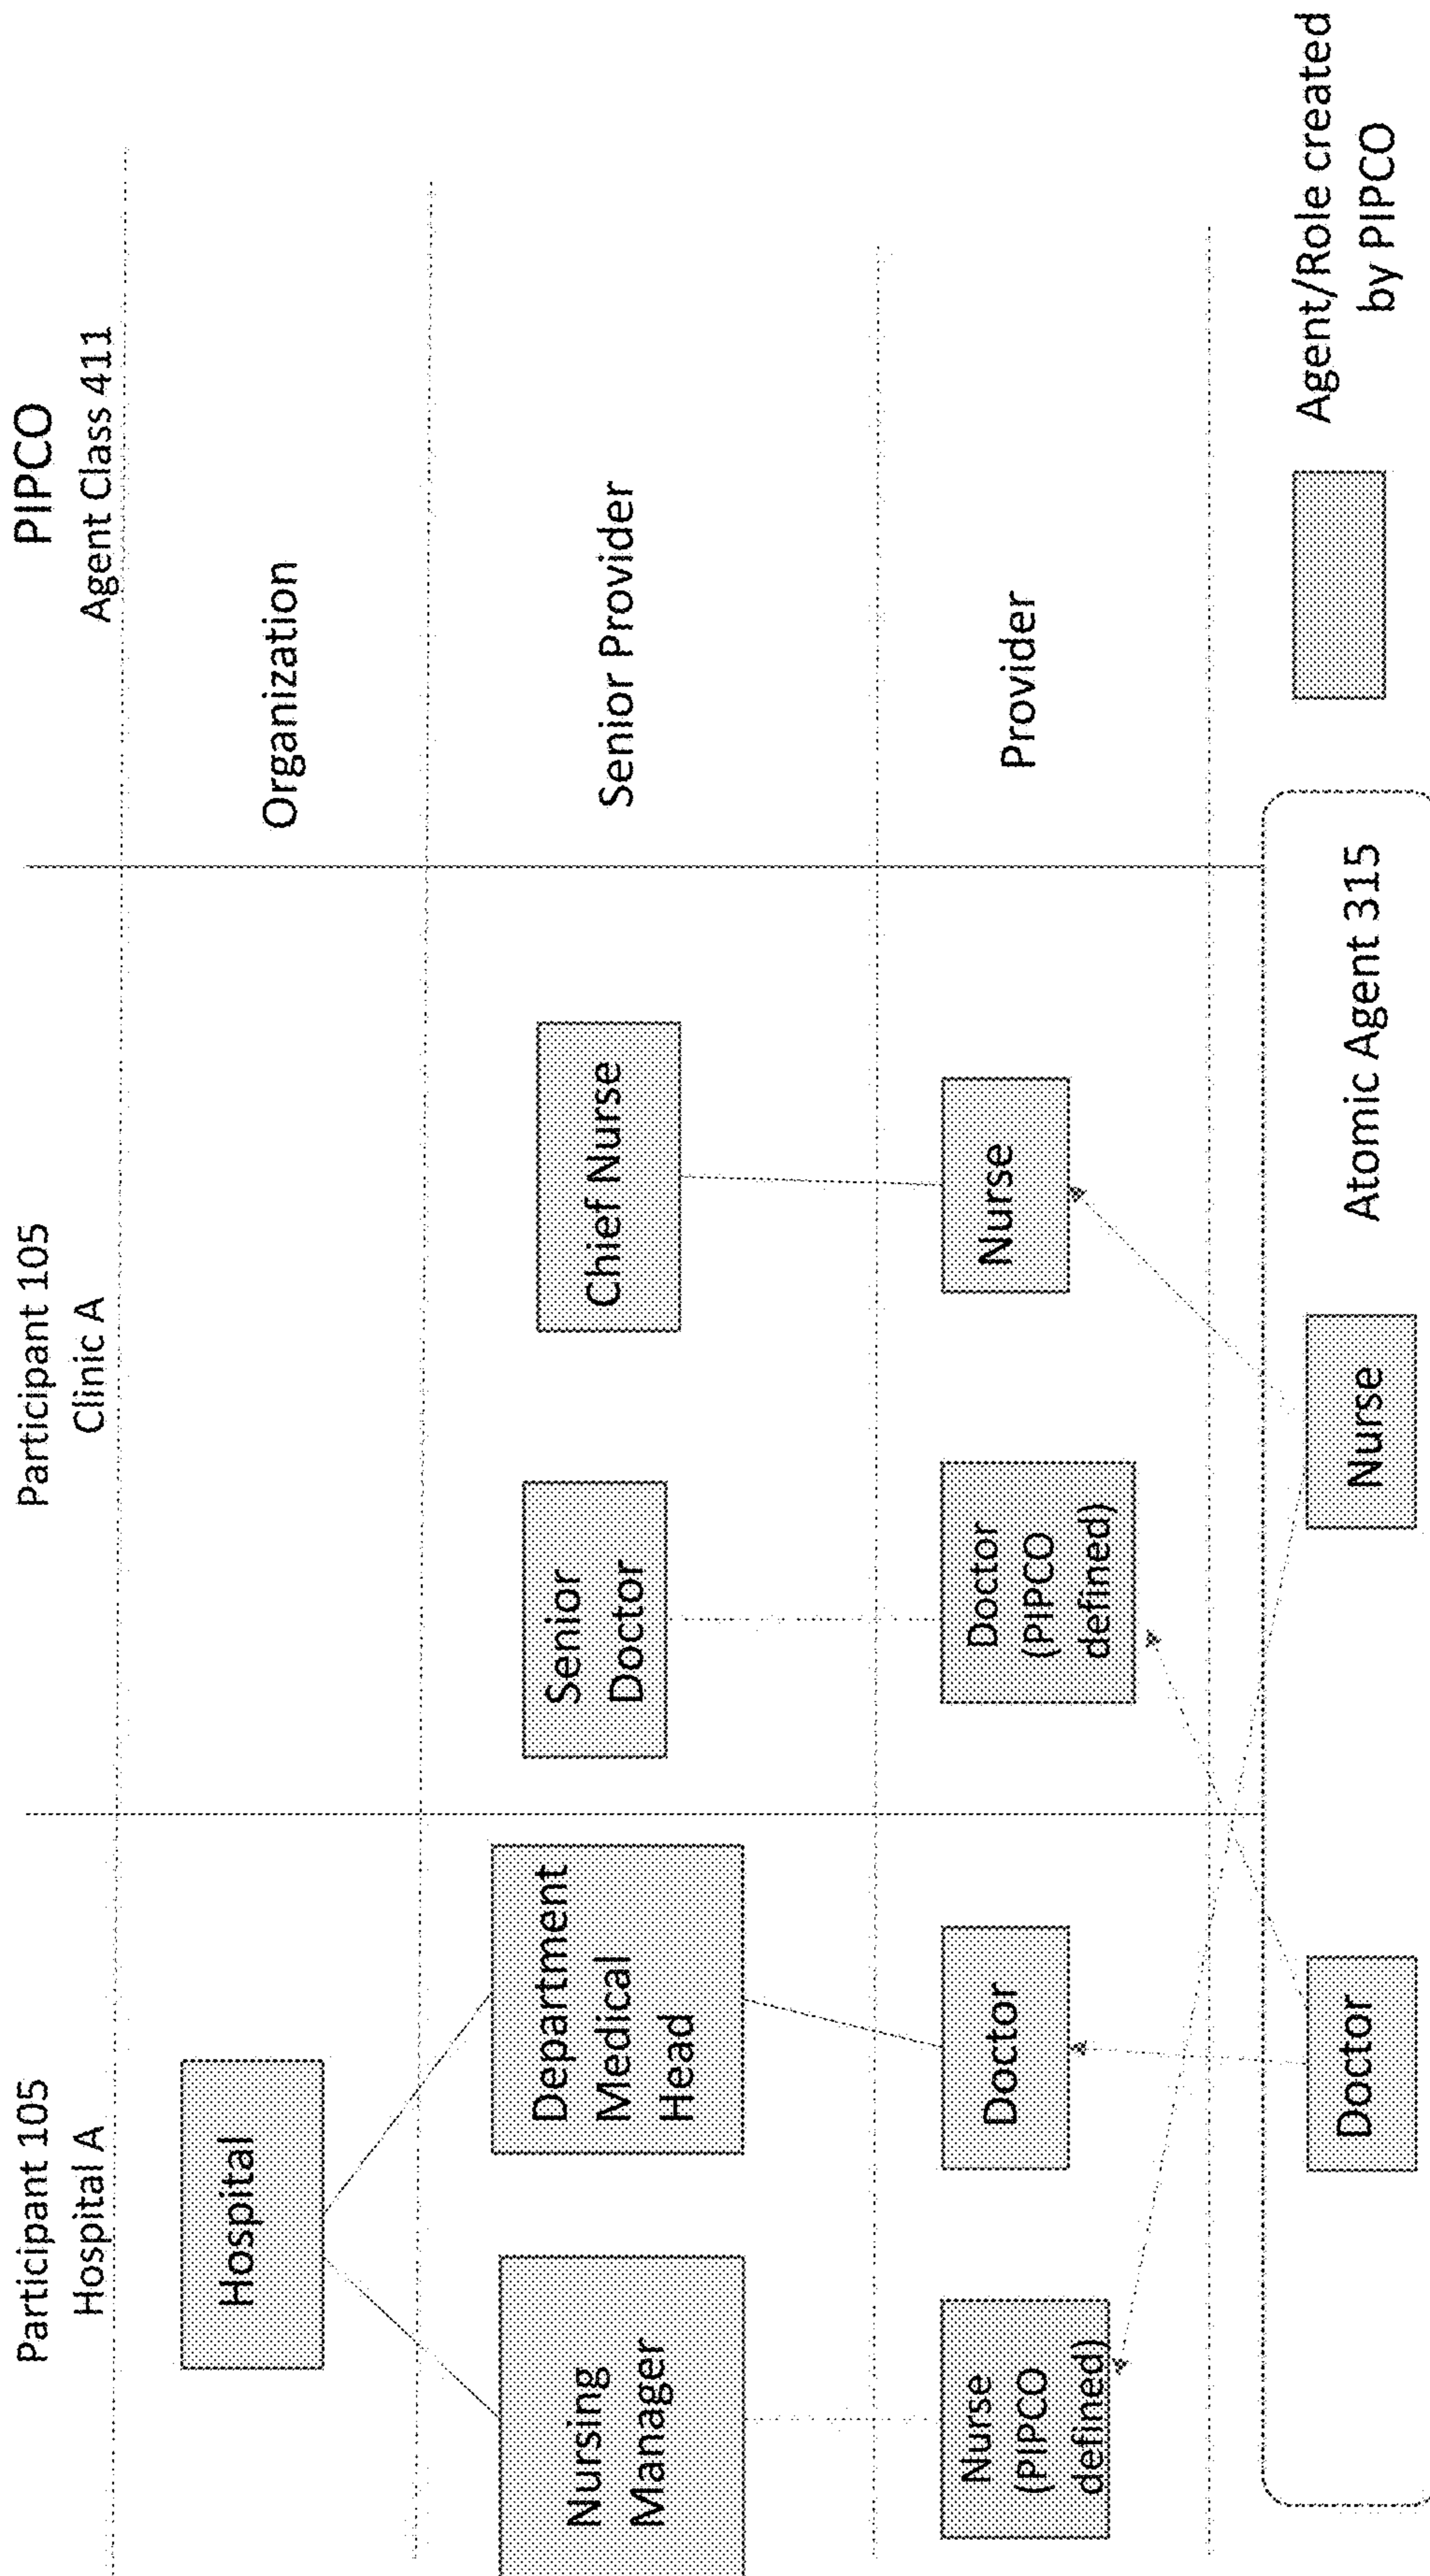 Participant 105
Hospital A
Participant 105
Clinic A
PIPCO
Agent Class 411
Hospital
Organization
Nursing
Manager
Department
Medical
Head
Senior
Doctor
Chief Nurse
Senior Provider
Nurse
(PIPCO
defined)
Doctor
Doctor
(PIPCO
defined)
Nurse
Provider
Doctor
Nurse
Atomic Agent 315
Agent/Role created
by PIPCO